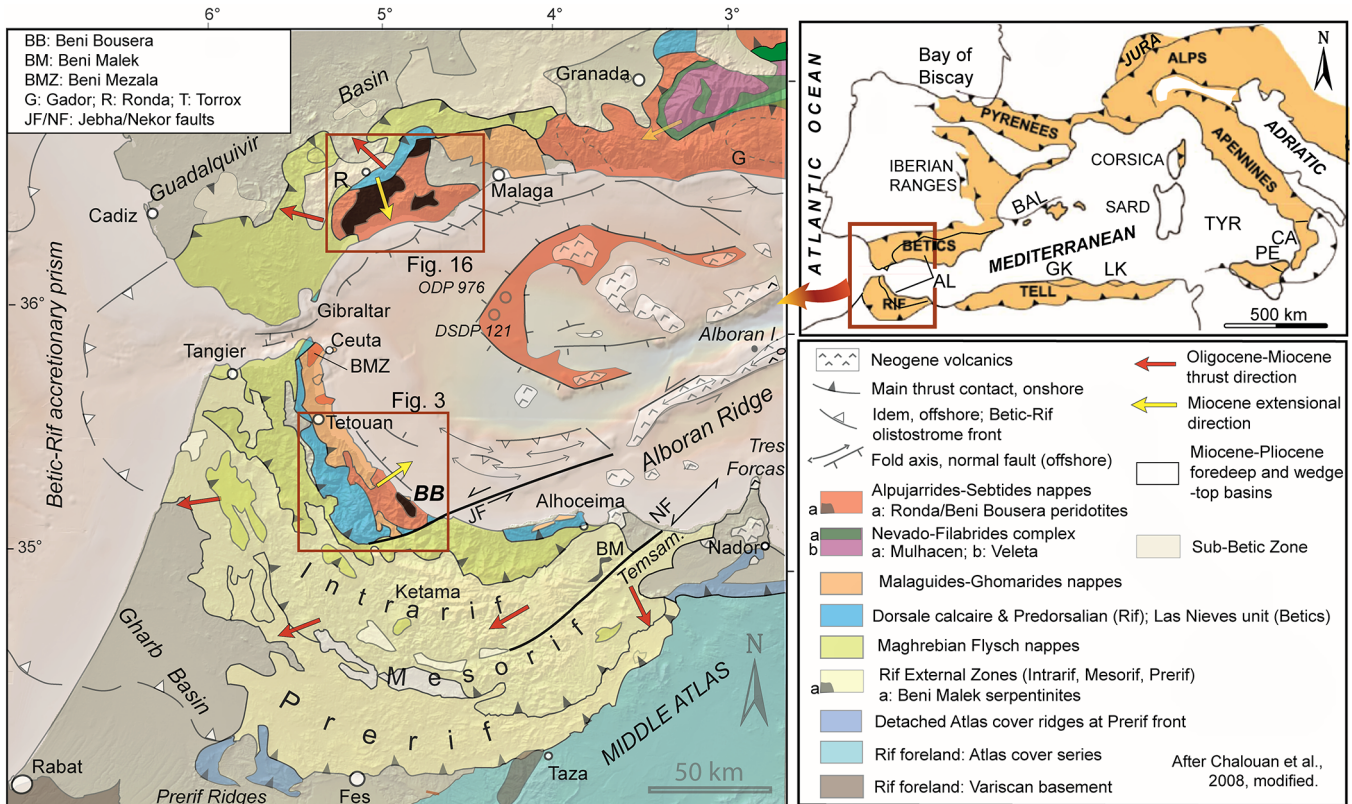 6°
5°
4°
3°
BB: Beni Bousera
BM: Beni Malek
BMZ: Beni Mezala
G: Gador; R: Ronda; T: Torrox
JF/NF: Jebha/Nekor faults
Granada
Basin
Guadalquivir
G
R
Malaga
Cadiz
Fig. 16
ODP 976
36°
Gibraltar
DSDP 121
Alboran I.
Ceuta
Tangier
BMZ
Betic-Rif accretionary prism
Fig. 3
Tetouan
Alboran Ridge
Tres
Forcas
BB
JF
Alhoceima
NF
35°
BM
Temsam.
Nador
Intrarif
Ketama
Gharb
Basin
Mesorif
N
Prerif
MIDDLE ATLAS
Rabat
Taza
50 km
Prerif Ridges
Fes
ATLANTIC OCEAN
Bay of
Biscay
JURA
ALPS
N
PYRENEES
APENNINES
ADRIATIC
IBERIAN
RANGES
CORSICA
BAL
SARD
TYR
BETICS
MEDITERRANEAN
CA
PE
AL
GK
LK
RIF
TELL
500 km
Neogene volcanics
Main thrust contact, onshore
Idem, offshore; Betic-Rif
olistostrome front
Fold axis, normal fault (offshore)
Alpujarrides-Sebtides nappes
a
a: Ronda/Beni Bousera peridotites
a
Nevado-Filabrides complex
b
a: Mulhacen; b: Veleta
Malaguides-Ghomarides nappes
Dorsale calcaire & Predorsalian (Rif); Las Nieves unit (Betics)
Maghrebian Flysch nappes
Rif External Zones (Intrarif, Mesorif, Prerif)
a
a: Beni Malek serpentinites
Detached Atlas cover ridges at Prerif front
Rif foreland: Atlas cover series
Rif foreland: Variscan basement
Oligocene-Miocene
thrust direction
Miocene extensional
direction
Miocene-Pliocene
foredeep and wedge
-top basins
Sub-Betic Zone
After Chalouan et al.,
2008, modified.